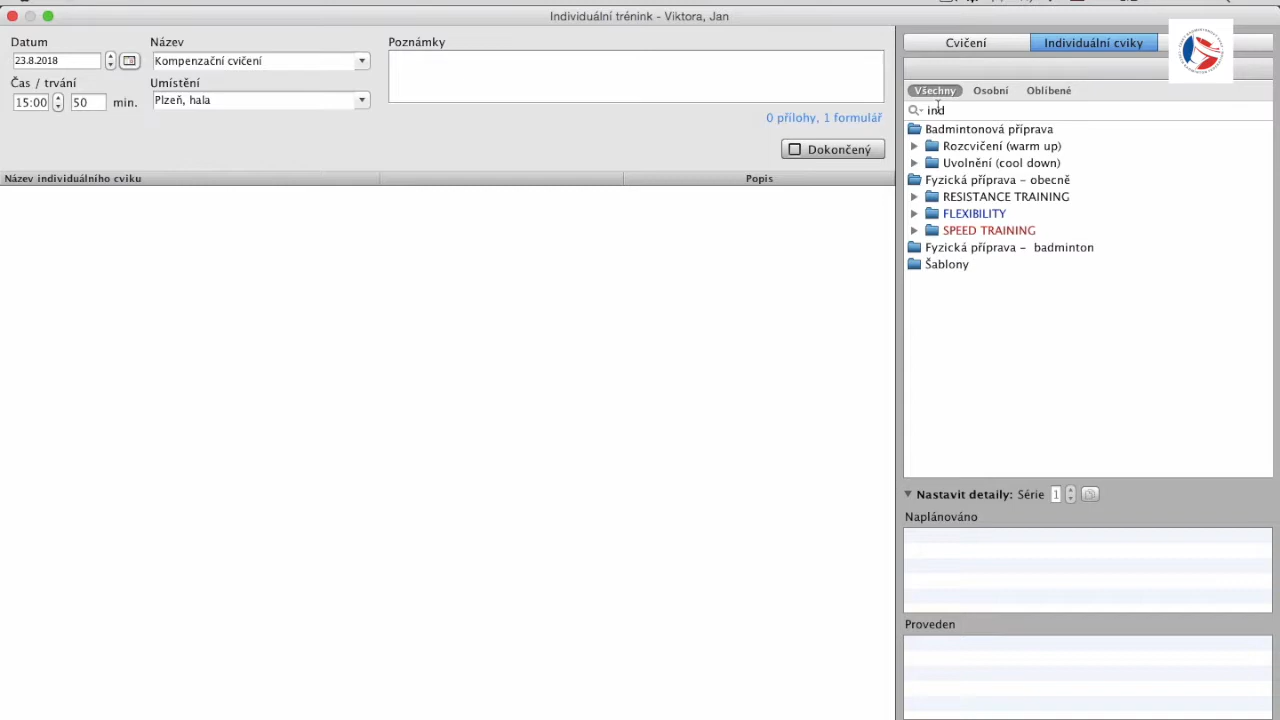 Individuální trénink - Viktora, Jan
Datum
Název
Poznámky
23.8.2018
Kompenzační cvičení
Čas / trvání
Umístění
15:00
50
min.
Plzeň, hala
0 přílohy, 1 formulář
Dokončený
Název individuálního cviku
Popis
Cvičení
Individuální cviky
Všechny
Osobní
Oblíbené
ind
Badmintonová příprava
Rozcvičení (warm up)
Uvolnění (cool down)
Fyzická příprava - obecně
RESISTANCE TRAINING
FLEXIBILITY
SPEED TRAINING
Fyzická příprava - badminton
Šablony
Nastavit detaily: Série 1
Naplánováno
Proveden